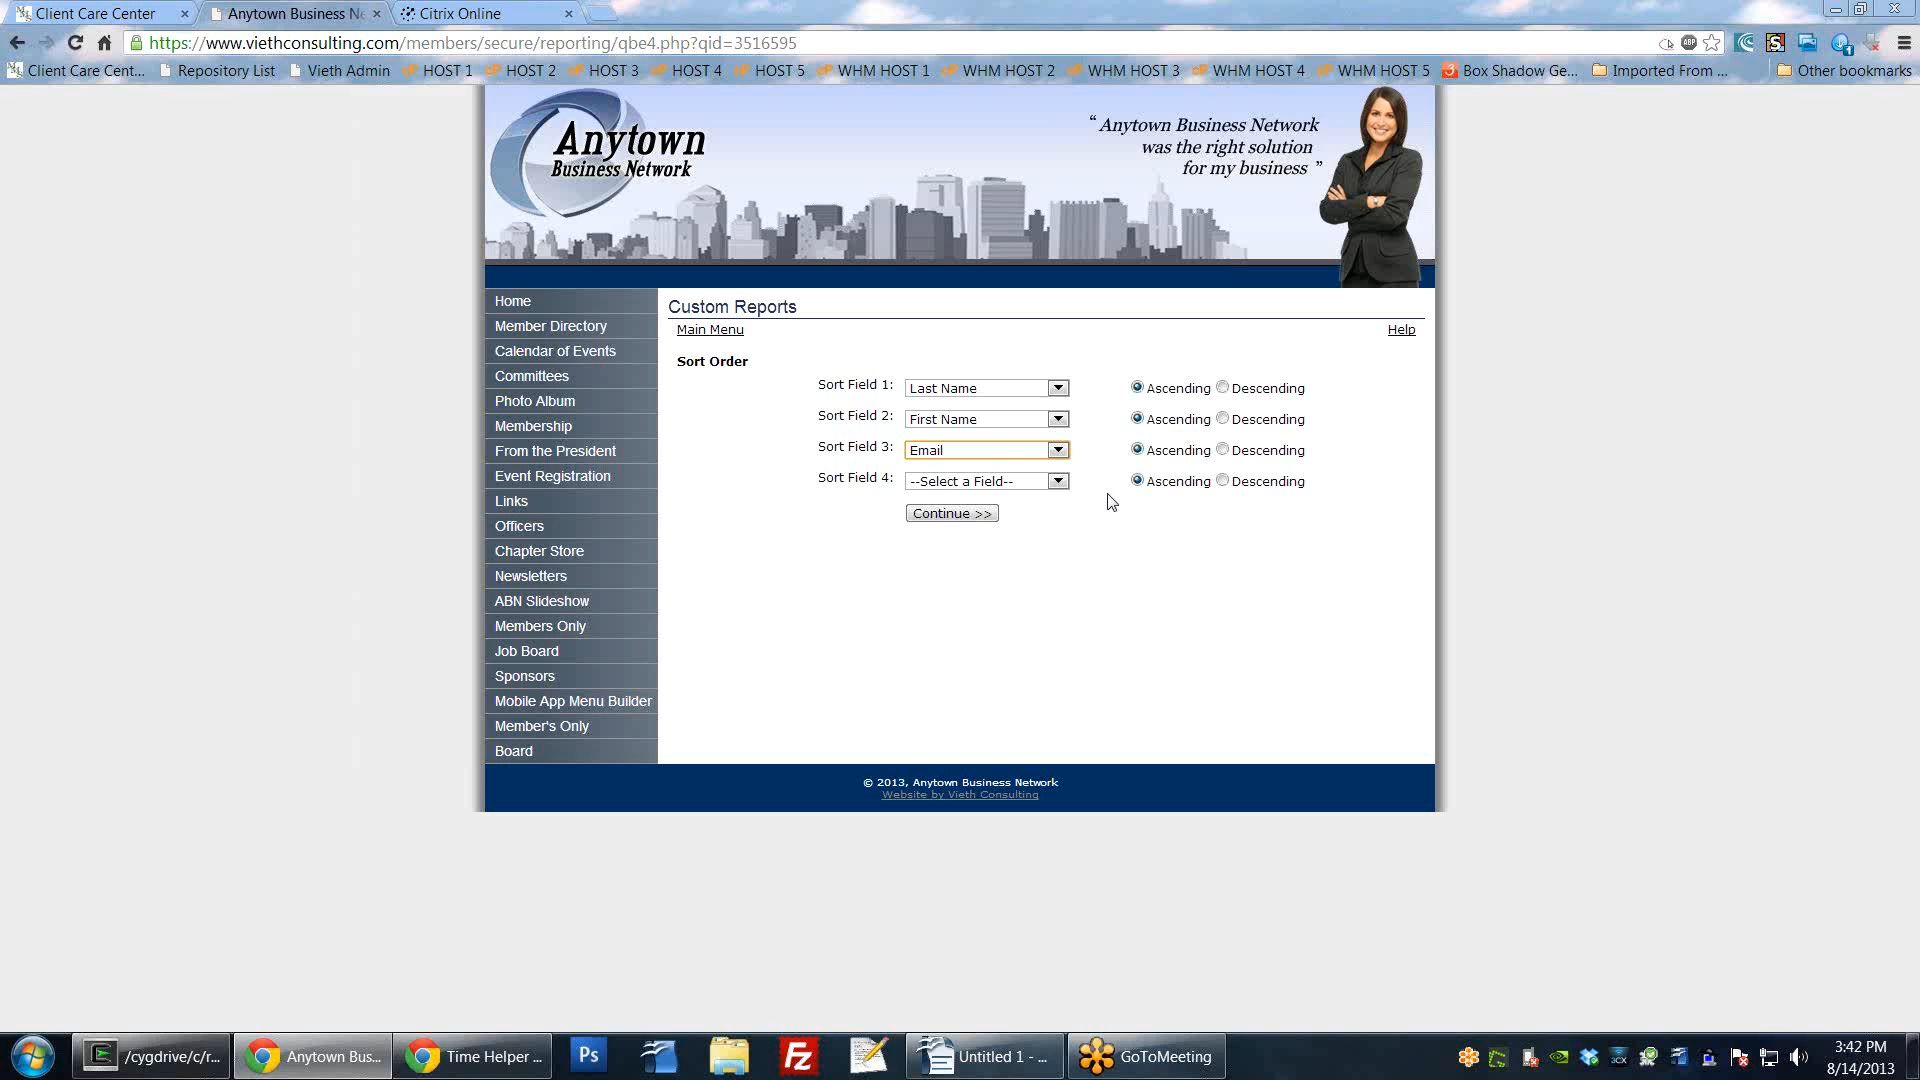 Client Care Center
Anytown Business Ne
Citrix Online
https://www.viethconsulting.com/members/secure/reporting/qbe4.php?qid=3516595
ABP
1
Client Care Cent...
Repository List
Vieth Admin
HOST 1
HOST 2
HOST 3
HOST 4
HOST 5
WHM HOST 1
WHM HOST 2
WHM HOST 3
WHM HOST 4
WHM HOST 5
Box Shadow Ge...
Imported From ...
Other bookmarks
Anytown
Business Network
“ Anytown Business Network
was the right solution
for my business ”
Home
Member Directory
Calendar of Events
Committees
Photo Album
Membership
From the President
Event Registration
Links
Officers
Chapter Store
Newsletters
ABN Slideshow
Members Only
Job Board
Sponsors
Mobile App Menu Builder
Member's Only
Board
Custom Reports
Main Menu
Help
Sort Order
Sort Field 1: Last Name Ascending Descending
Sort Field 2: First Name Ascending Descending
Sort Field 3: Email Ascending Descending
Sort Field 4: --Select a Field-- Ascending Descending
Continue >>
© 2013, Anytown Business Network
Website by Vieth Consulting
/cygdrive/c/r...
Anytown Bus...
Time Helper ...
Ps
Fz
Untitled 1 - ...
GoToMeeting
3CX
3:42 PM
8/14/2013